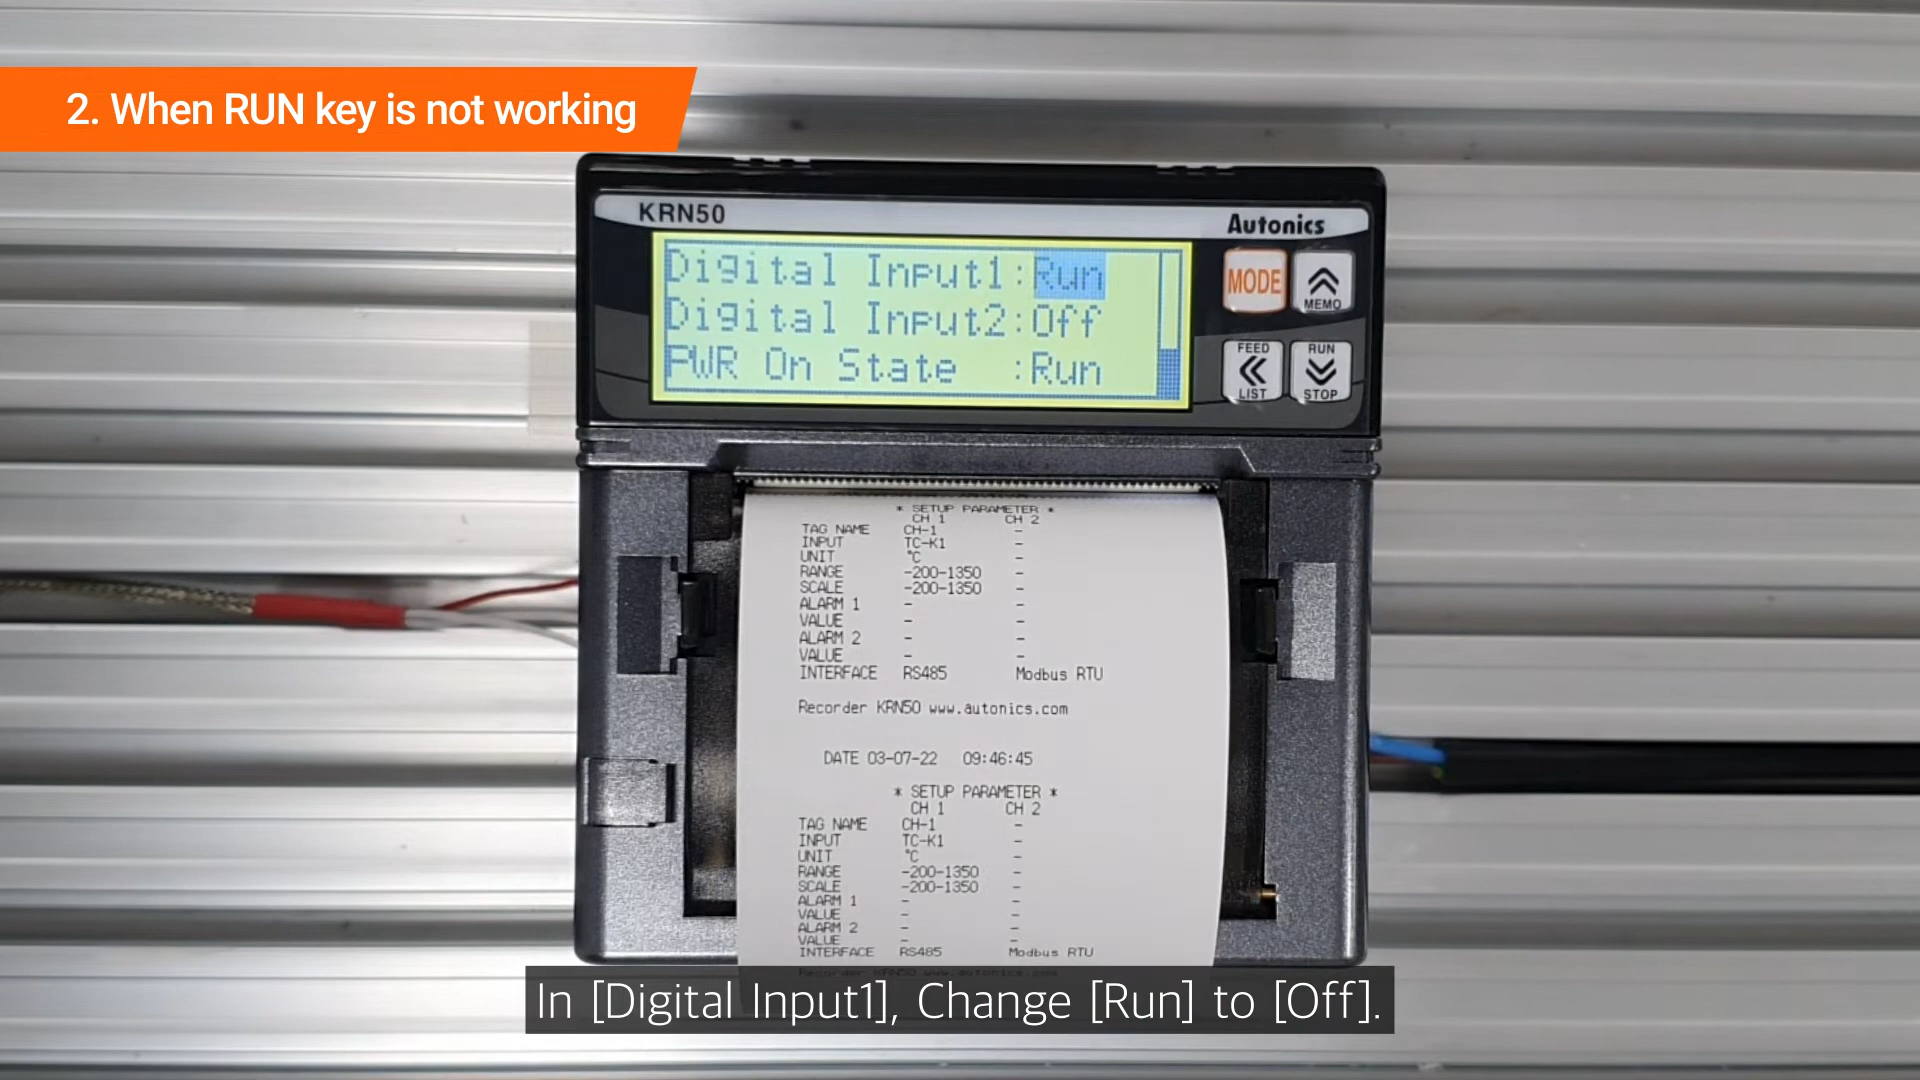 2. When RUN key is not working
KRN50
Autonics
Digital Input1:Run
Digital Input2:Off
PWR On State :Run
MODE
MEMO
FEED
LIST
RUN
STOP
* SETUP PARAMETER *
CH 1 CH 2
TAG NAME CH-1 -
INPUT TC-K1 -
UNIT °C -
RANGE -200-1350 -
SCALE -200-1350 -
ALARM 1 - -
VALUE - -
ALARM 2 - -
VALUE - -
INTERFACE RS485 Modbus RTU
Recorder KRN50 www.autonics.com
DATE 03-07-22 09:46:45
* SETUP PARAMETER *
CH 1 CH 2
TAG NAME CH-1 -
INPUT TC-K1 -
UNIT °C -
RANGE -200-1350 -
SCALE -200-1350 -
ALARM 1 - -
VALUE - -
ALARM 2 - -
VALUE - -
INTERFACE RS485 Modbus RTU
Recorder KRN50 www.autonics.com
In [Digital Input1], Change [Run] to [Off].